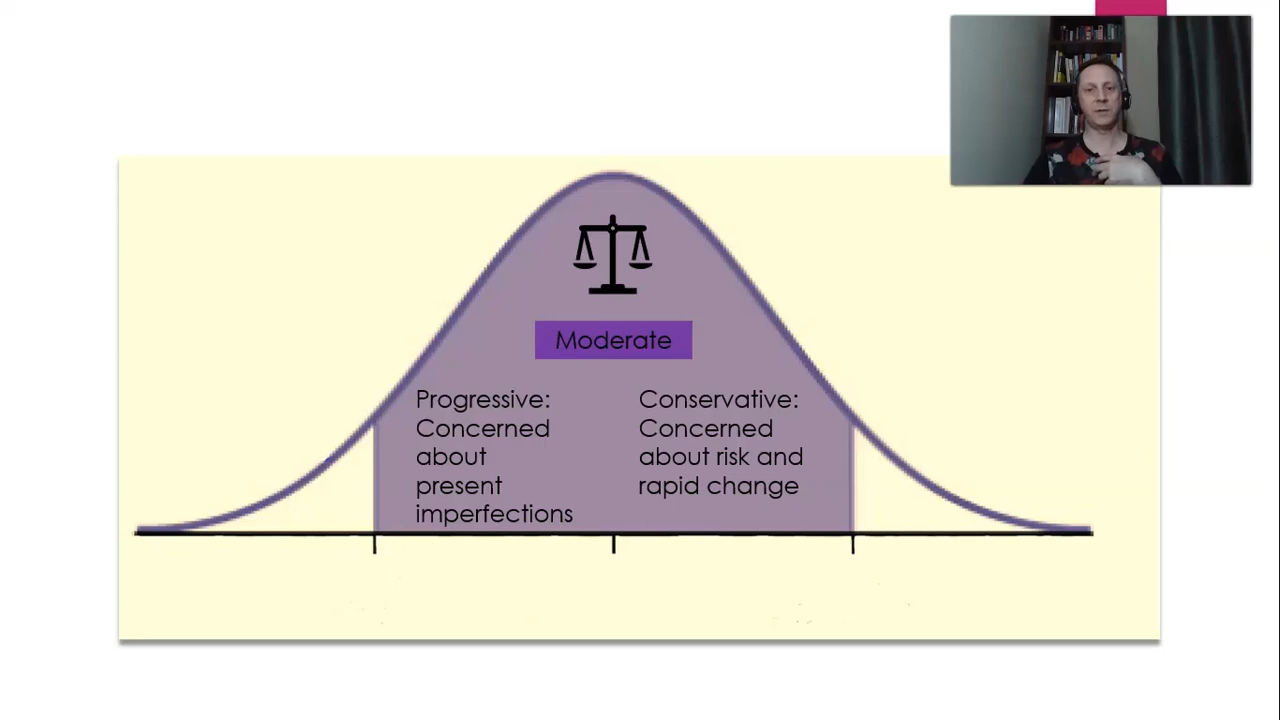 Moderate
Progressive:
Concerned
about
present
imperfections
Conservative:
Concerned
about risk and
rapid change